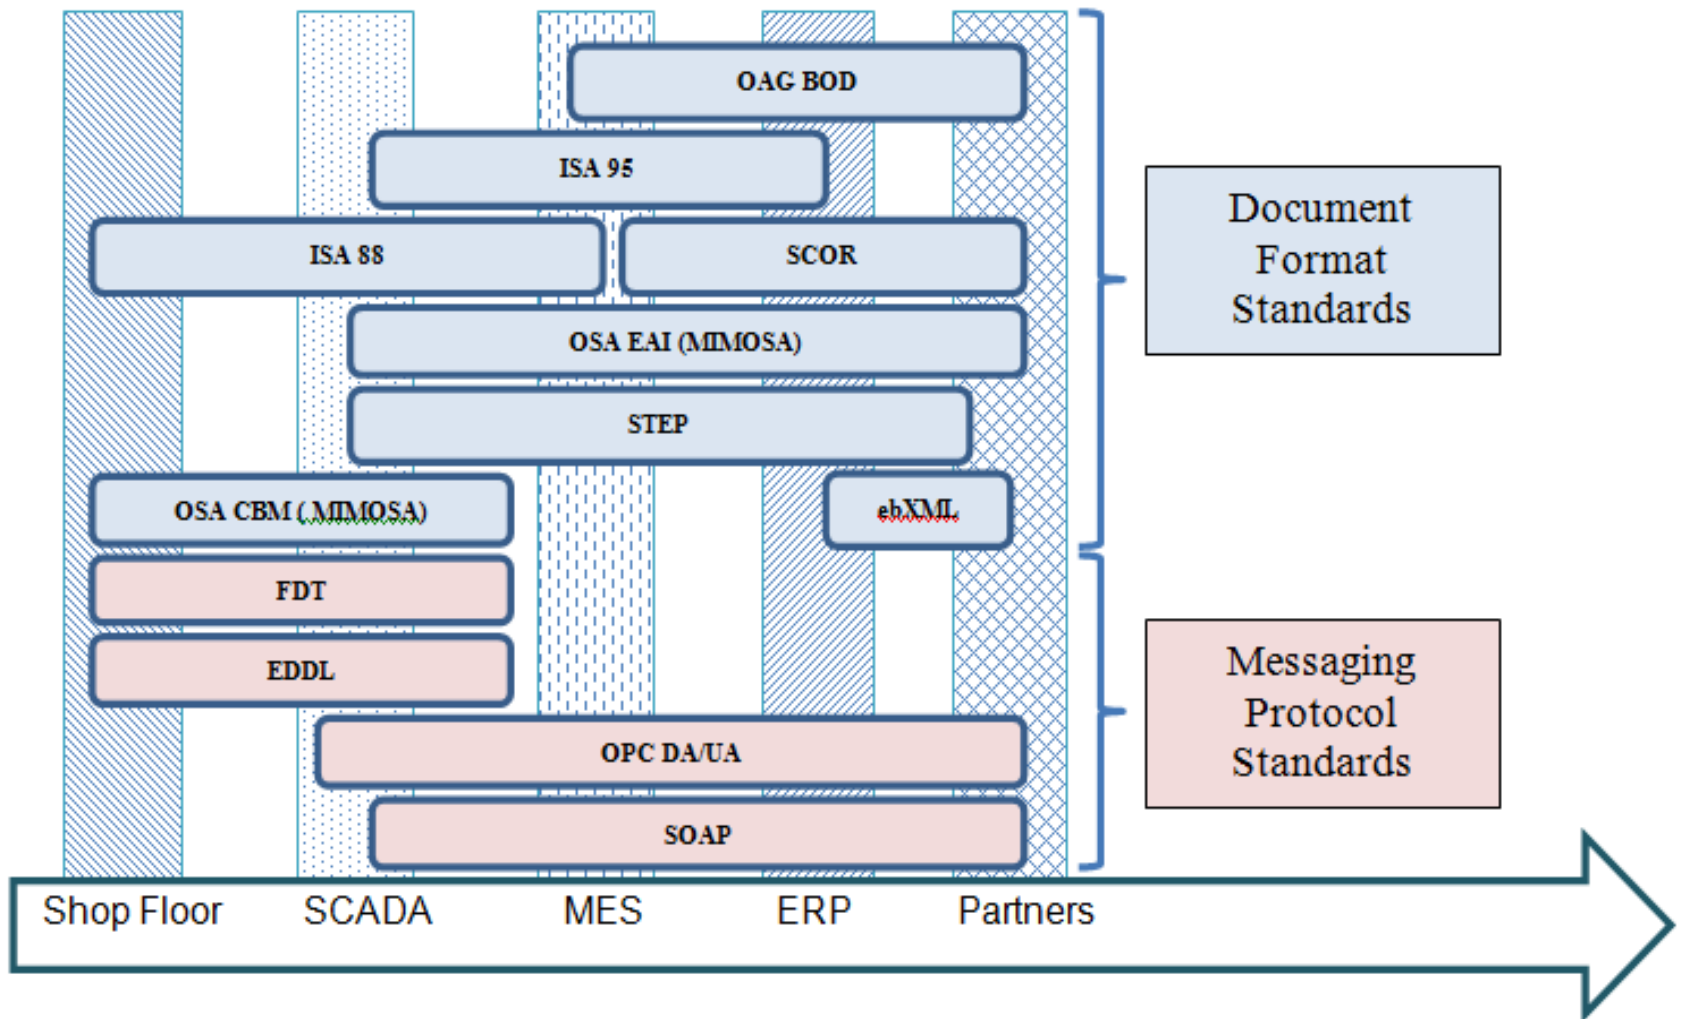 OAG BOD
ISA 95
ISA 88
SCOR
OSA EAI (MIMOSA)
STEP
OSA CBM ( MIMOSA)
ebXML
FDT
EDDL
OPC DA/UA
SOAP
Document
Format
Standards
Messaging
Protocol
Standards
Shop Floor
SCADA
MES
ERP
Partners